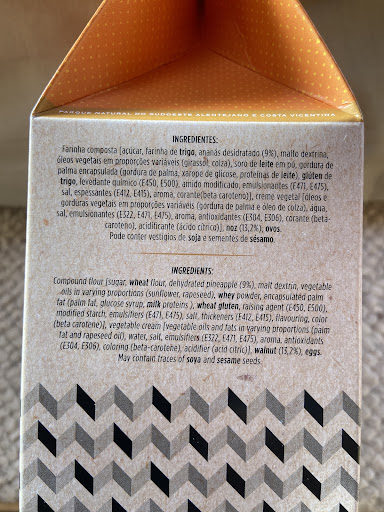 PARQUE NATURAL DO SUDOESTE ALENTEJANO E COSTA VICENTINA
INGREDIENTES:
Farinha composta [açúcar, farinha de trigo, ananás desidratado (9%), malto dextrina,
óleos vegetais em proporções variáveis (girassol, colza), soro de leite em pó, gordura de
palma encapsulada (gordura de palma, xarope de glucose, proteínas de leite), glúten de
trigo, levedante químico (E450, E500), amido modificado, emulsionantes (E471, E475),
sal, espessantes (E412, E415), aroma, corante(beta caroteno)], creme vegetal [óleos e
gorduras vegetais em proporções variáveis (gordura de palma e óleo de colza), água,
sal, emulsionantes (E322, E471, E475), aroma, antioxidantes (E304, E306), corante (beta-
caroteno), acidificante (ácido cítrico)], noz (13,2%), ovos.
Pode conter vestígios de soja e sementes de sésamo.
INGREDIENTS:
Compound flour [sugar, wheat flour, dehydrated pineapple (9%), malt dextrin, vegetable
oils in varying proportions (sunflower, rapeseed), whey powder, encapsulated palm
fat (palm fat, glucose syrup, milk proteins ), wheat gluten, raising agent (E450, E500),
modified starch, emulsifiers (E471, E475), salt, thickeners (E412, E415), flavouring, color
(beta carotene)], vegetable cream [vegetable oils and fats in varying proportions (palm
fat and rapeseed oil), water, salt, emulsifiers (E322, E471, E475), aroma, antioxidants
(E304, E306), coloring (beta-carotene), acidifier (acid citric)], walnut (13,2%), eggs.
May contain traces of soya and sesame seeds.